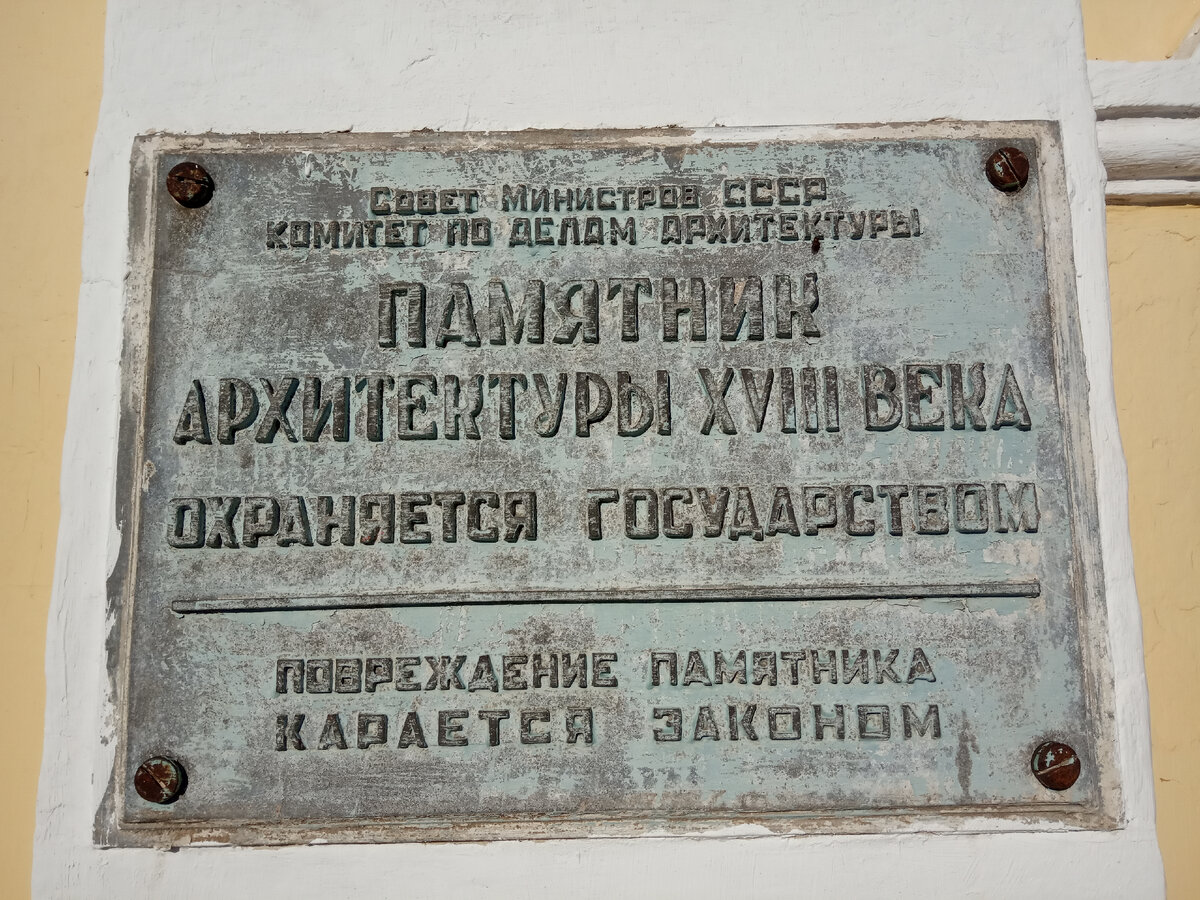 Совет Министров СССР
КОМИТЕТ ПО ДЕЛАМ АРХИТЕКТУРЫ
ПАМЯТНИК
АРХИТЕКТУРЫ XVIII ВЕКА
ОХРАНЯЕТСЯ ГОСУДАРСТВОМ
ПОВРЕЖДЕНИЕ ПАМЯТНИКА
КАРАЕТСЯ ЗАКОНОМ